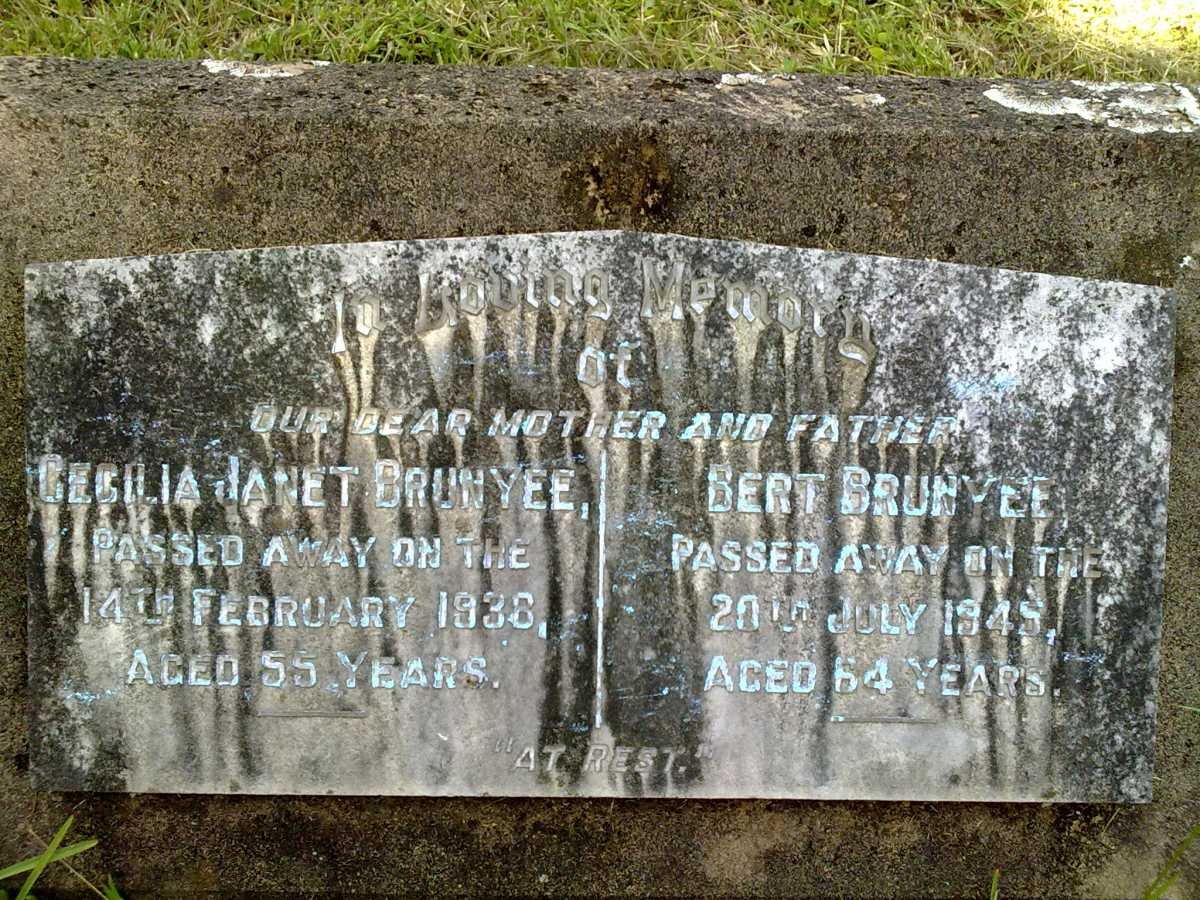 In Loving Memory
of
OUR DEAR MOTHER AND FATHER
CECILIA JANET BRUNYEE,
PASSED AWAY ON THE
14TH FEBRUARY 1938,
AGED 55 YEARS.
BERT BRUNYEE,
PASSED AWAY ON THE
20TH JULY 1945,
AGED 64 YEARS.
"AT REST."